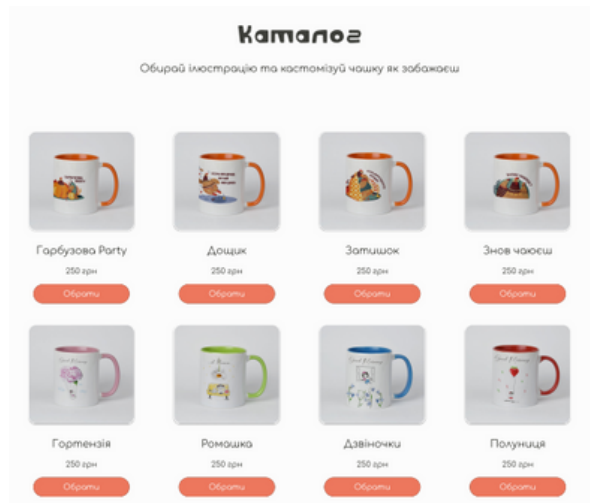 Каталог
Обирай ілюстрацію та кастомізуй чашку як забажаєш
Гарбузова Party
Дощик
Затишок
Знов чаюєш
250 грн
250 грн
250 грн
250 грн
Обрати
Обрати
Обрати
Обрати
Гортензія
Ромашка
Дзвіночки
Полуниця
250 грн
250 грн
250 грн
250 грн
Обрати
Обрати
Обрати
Обрати